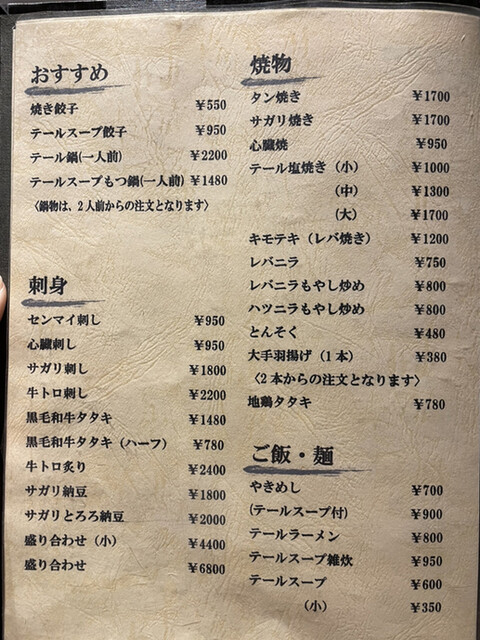 おすすめ
焼き餃子 ¥550
テールスープ餃子 ¥950
テール鍋(一人前) ¥2200
テールスープもつ鍋(一人前) ¥1480
〈鍋物は、2人前からの注文となります〉
刺身
センマイ刺し ¥950
心臓刺し ¥950
サガリ刺し ¥1800
牛トロ刺し ¥2200
黒毛和牛タタキ ¥1480
黒毛和牛タタキ（ハーフ） ¥780
牛トロ炙り ¥2400
サガリ納豆 ¥1800
サガリとろろ納豆 ¥2000
盛り合わせ（小） ¥4400
盛り合わせ ¥6800
焼物
タン焼き ¥1700
サガリ焼き ¥1700
心臓焼 ¥950
テール塩焼き（小） ¥1000
（中） ¥1300
（大） ¥1700
キモテキ（レバ焼き） ¥1200
レバニラ ¥750
レバニラもやし炒め ¥800
ハツニラもやし炒め ¥800
とんそく ¥480
大手羽揚げ（1本） ¥380
〈2本からの注文となります〉
地鶏タタキ ¥780
ご飯・麺
やきめし ¥700
(テールスープ付) ¥900
テールラーメン ¥800
テールスープ雑炊 ¥950
テールスープ ¥600
（小） ¥350